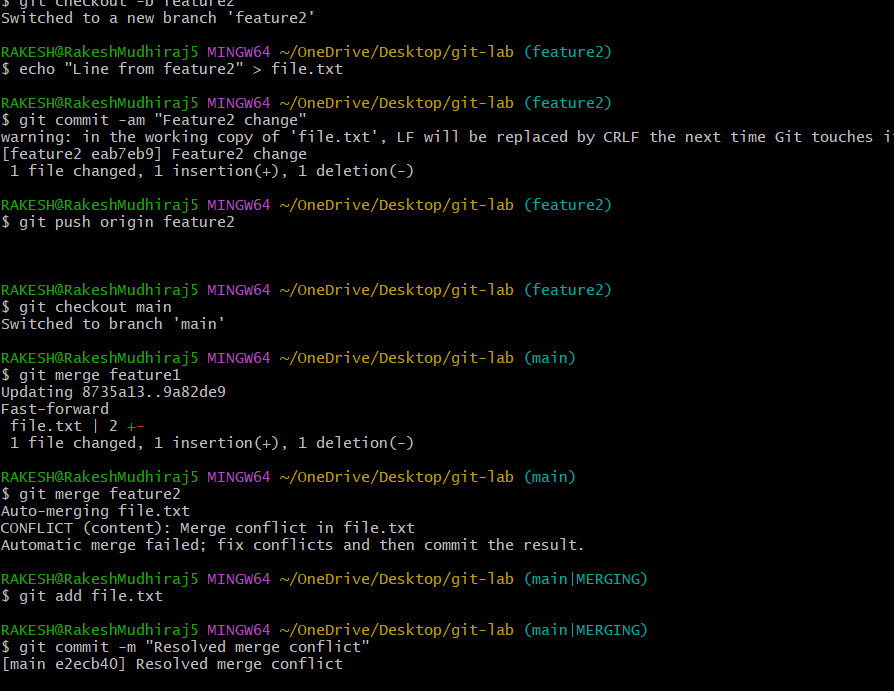 $ git checkout -b feature2
Switched to a new branch 'feature2'
RAKESH@RakeshMudhiraj5 MINGW64 ~/OneDrive/Desktop/git-lab (feature2)
$ echo "Line from feature2" > file.txt
RAKESH@RakeshMudhiraj5 MINGW64 ~/OneDrive/Desktop/git-lab (feature2)
$ git commit -am "Feature2 change"
warning: in the working copy of 'file.txt', LF will be replaced by CRLF the next time Git touches it
[feature2 eab7eb9] Feature2 change
 1 file changed, 1 insertion(+), 1 deletion(-)
RAKESH@RakeshMudhiraj5 MINGW64 ~/OneDrive/Desktop/git-lab (feature2)
$ git push origin feature2
RAKESH@RakeshMudhiraj5 MINGW64 ~/OneDrive/Desktop/git-lab (feature2)
$ git checkout main
Switched to branch 'main'
RAKESH@RakeshMudhiraj5 MINGW64 ~/OneDrive/Desktop/git-lab (main)
$ git merge feature1
Updating 8735a13..9a82de9
Fast-forward
 file.txt | 2 +-
 1 file changed, 1 insertion(+), 1 deletion(-)
RAKESH@RakeshMudhiraj5 MINGW64 ~/OneDrive/Desktop/git-lab (main)
$ git merge feature2
Auto-merging file.txt
CONFLICT (content): Merge conflict in file.txt
Automatic merge failed; fix conflicts and then commit the result.
RAKESH@RakeshMudhiraj5 MINGW64 ~/OneDrive/Desktop/git-lab (main|MERGING)
$ git add file.txt
RAKESH@RakeshMudhiraj5 MINGW64 ~/OneDrive/Desktop/git-lab (main|MERGING)
$ git commit -m "Resolved merge conflict"
[main e2ecb40] Resolved merge conflict